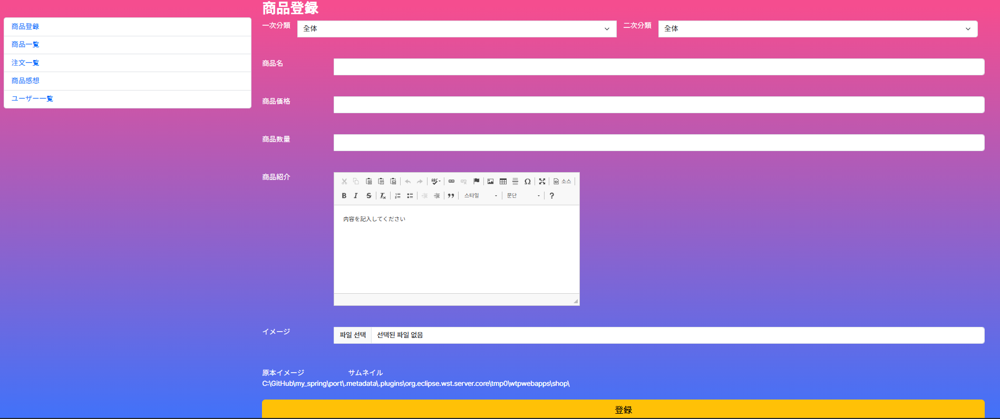 商品登録
商品一覧
注文一覧
商品感想
ユーザー一覧
商品登録
一次分類 全体 二次分類 全体
商品名
商品価格
商品数量
商品紹介
ABC 소스
B I S Tx 스타일 문단 ?
内容を記入してください
イメージ 파일 선택 선택된 파일 없음
原本イメージ サムネイル
C:\GitHub\my_spring\port\.metadata\.plugins\org.eclipse.wst.server.core\tmp0\wtpwebapps\shop\
登録